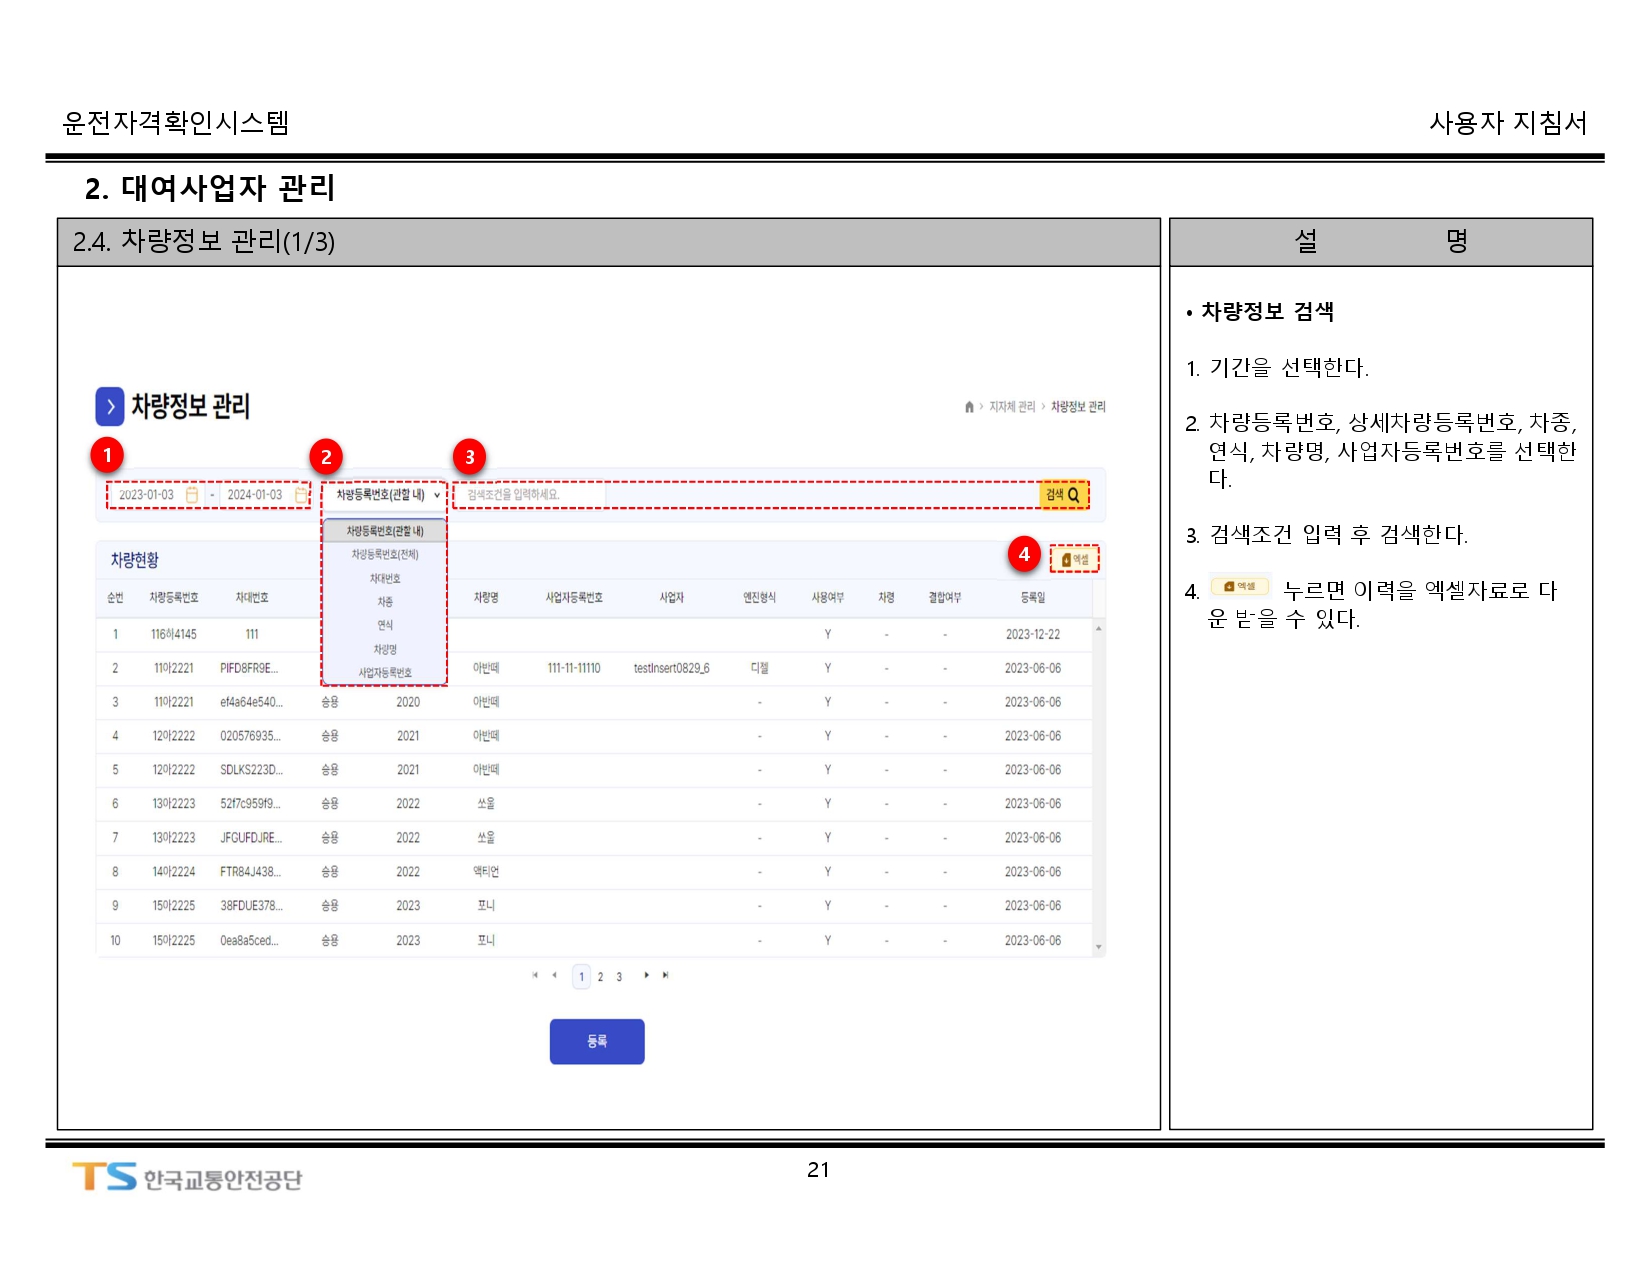 운전자격확인시스템
사용자 지침서
2. 대여사업자 관리
2.4. 차량정보 관리(1/3)
설 명
차량정보 관리
지자체 관리 > 차량정보 관리
1
2
3
2023-01-03 - 2024-01-03 차량등록번호(관할 내) 검색조건을 입력하세요. 검색
차량등록번호(관할 내)
차량등록번호(전체)
차대번호
차종
연식
차량명
사업자등록번호
차량현황
4 엑셀
순번 차량등록번호 차대번호 차량명 사업자등록번호 사업자 엔진형식 사용여부 차령 결합여부 등록일
1 116하4145 111 Y - - 2023-12-22
2 11아2221 PIFD8FR9E... 아반떼 111-11-11110 testInsert0829_6 디젤 Y - - 2023-06-06
3 11아2221 ef4a64e540... 승용 2020 아반떼 - Y - - 2023-06-06
4 12아2222 020576935... 승용 2021 아반떼 - Y - - 2023-06-06
5 12아2222 SDLKS223D... 승용 2021 아반떼 - Y - - 2023-06-06
6 13아2223 52f7c959f9... 승용 2022 쏘울 - Y - - 2023-06-06
7 13아2223 JFGUFDJRE... 승용 2022 쏘울 - Y - - 2023-06-06
8 14아2224 FTR84J438... 승용 2022 액티언 - Y - - 2023-06-06
9 15아2225 38FDUE378... 승용 2023 포니 - Y - - 2023-06-06
10 15아2225 0ea8a5ced... 승용 2023 포니 - Y - - 2023-06-06
1 2 3
등록
• 차량정보 검색
1. 기간을 선택한다.
2. 차량등록번호, 상세차량등록번호, 차종,
연식, 차량명, 사업자등록번호를 선택한
다.
3. 검색조건 입력 후 검색한다.
4. 엑셀 누르면 이력을 엑셀자료로 다
운 받을 수 있다.
TS 한국교통안전공단
21